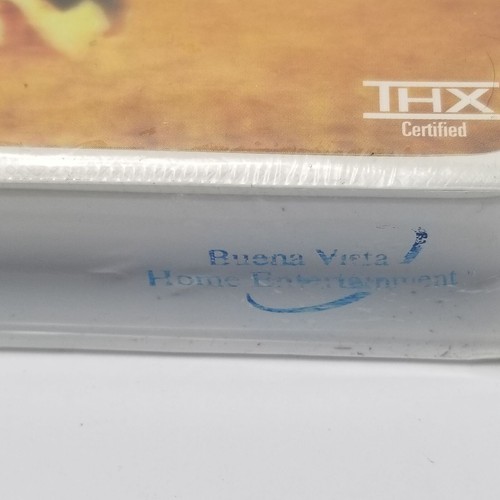 THX
Certified
Buena Vista
Home Entertainment